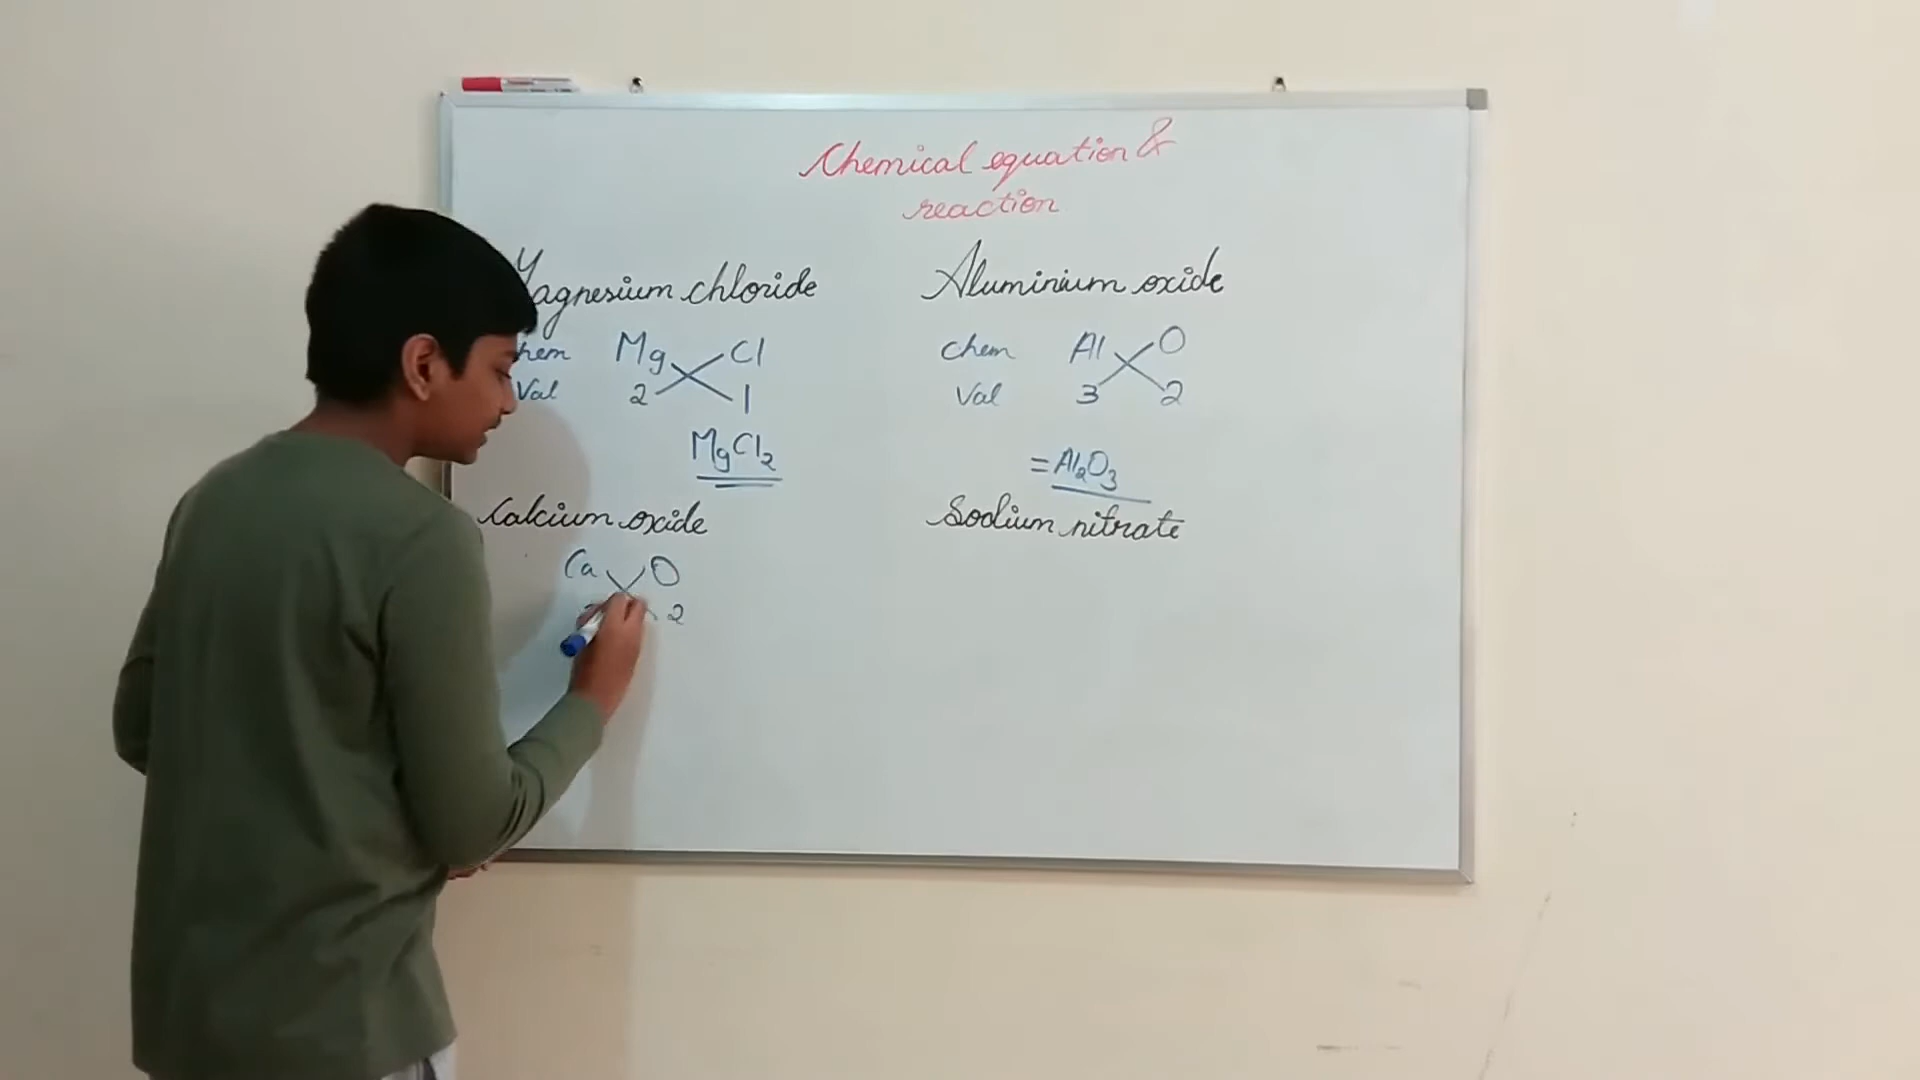 Chemical equation &
reaction
agnesium chloride
Aluminium oxide
hem Mg Cl
Val 2 1
MgCl2
Chem Al O
Val 3 2
= Al2O3
Calcium oxide
Ca O
2
Sodium nitrate